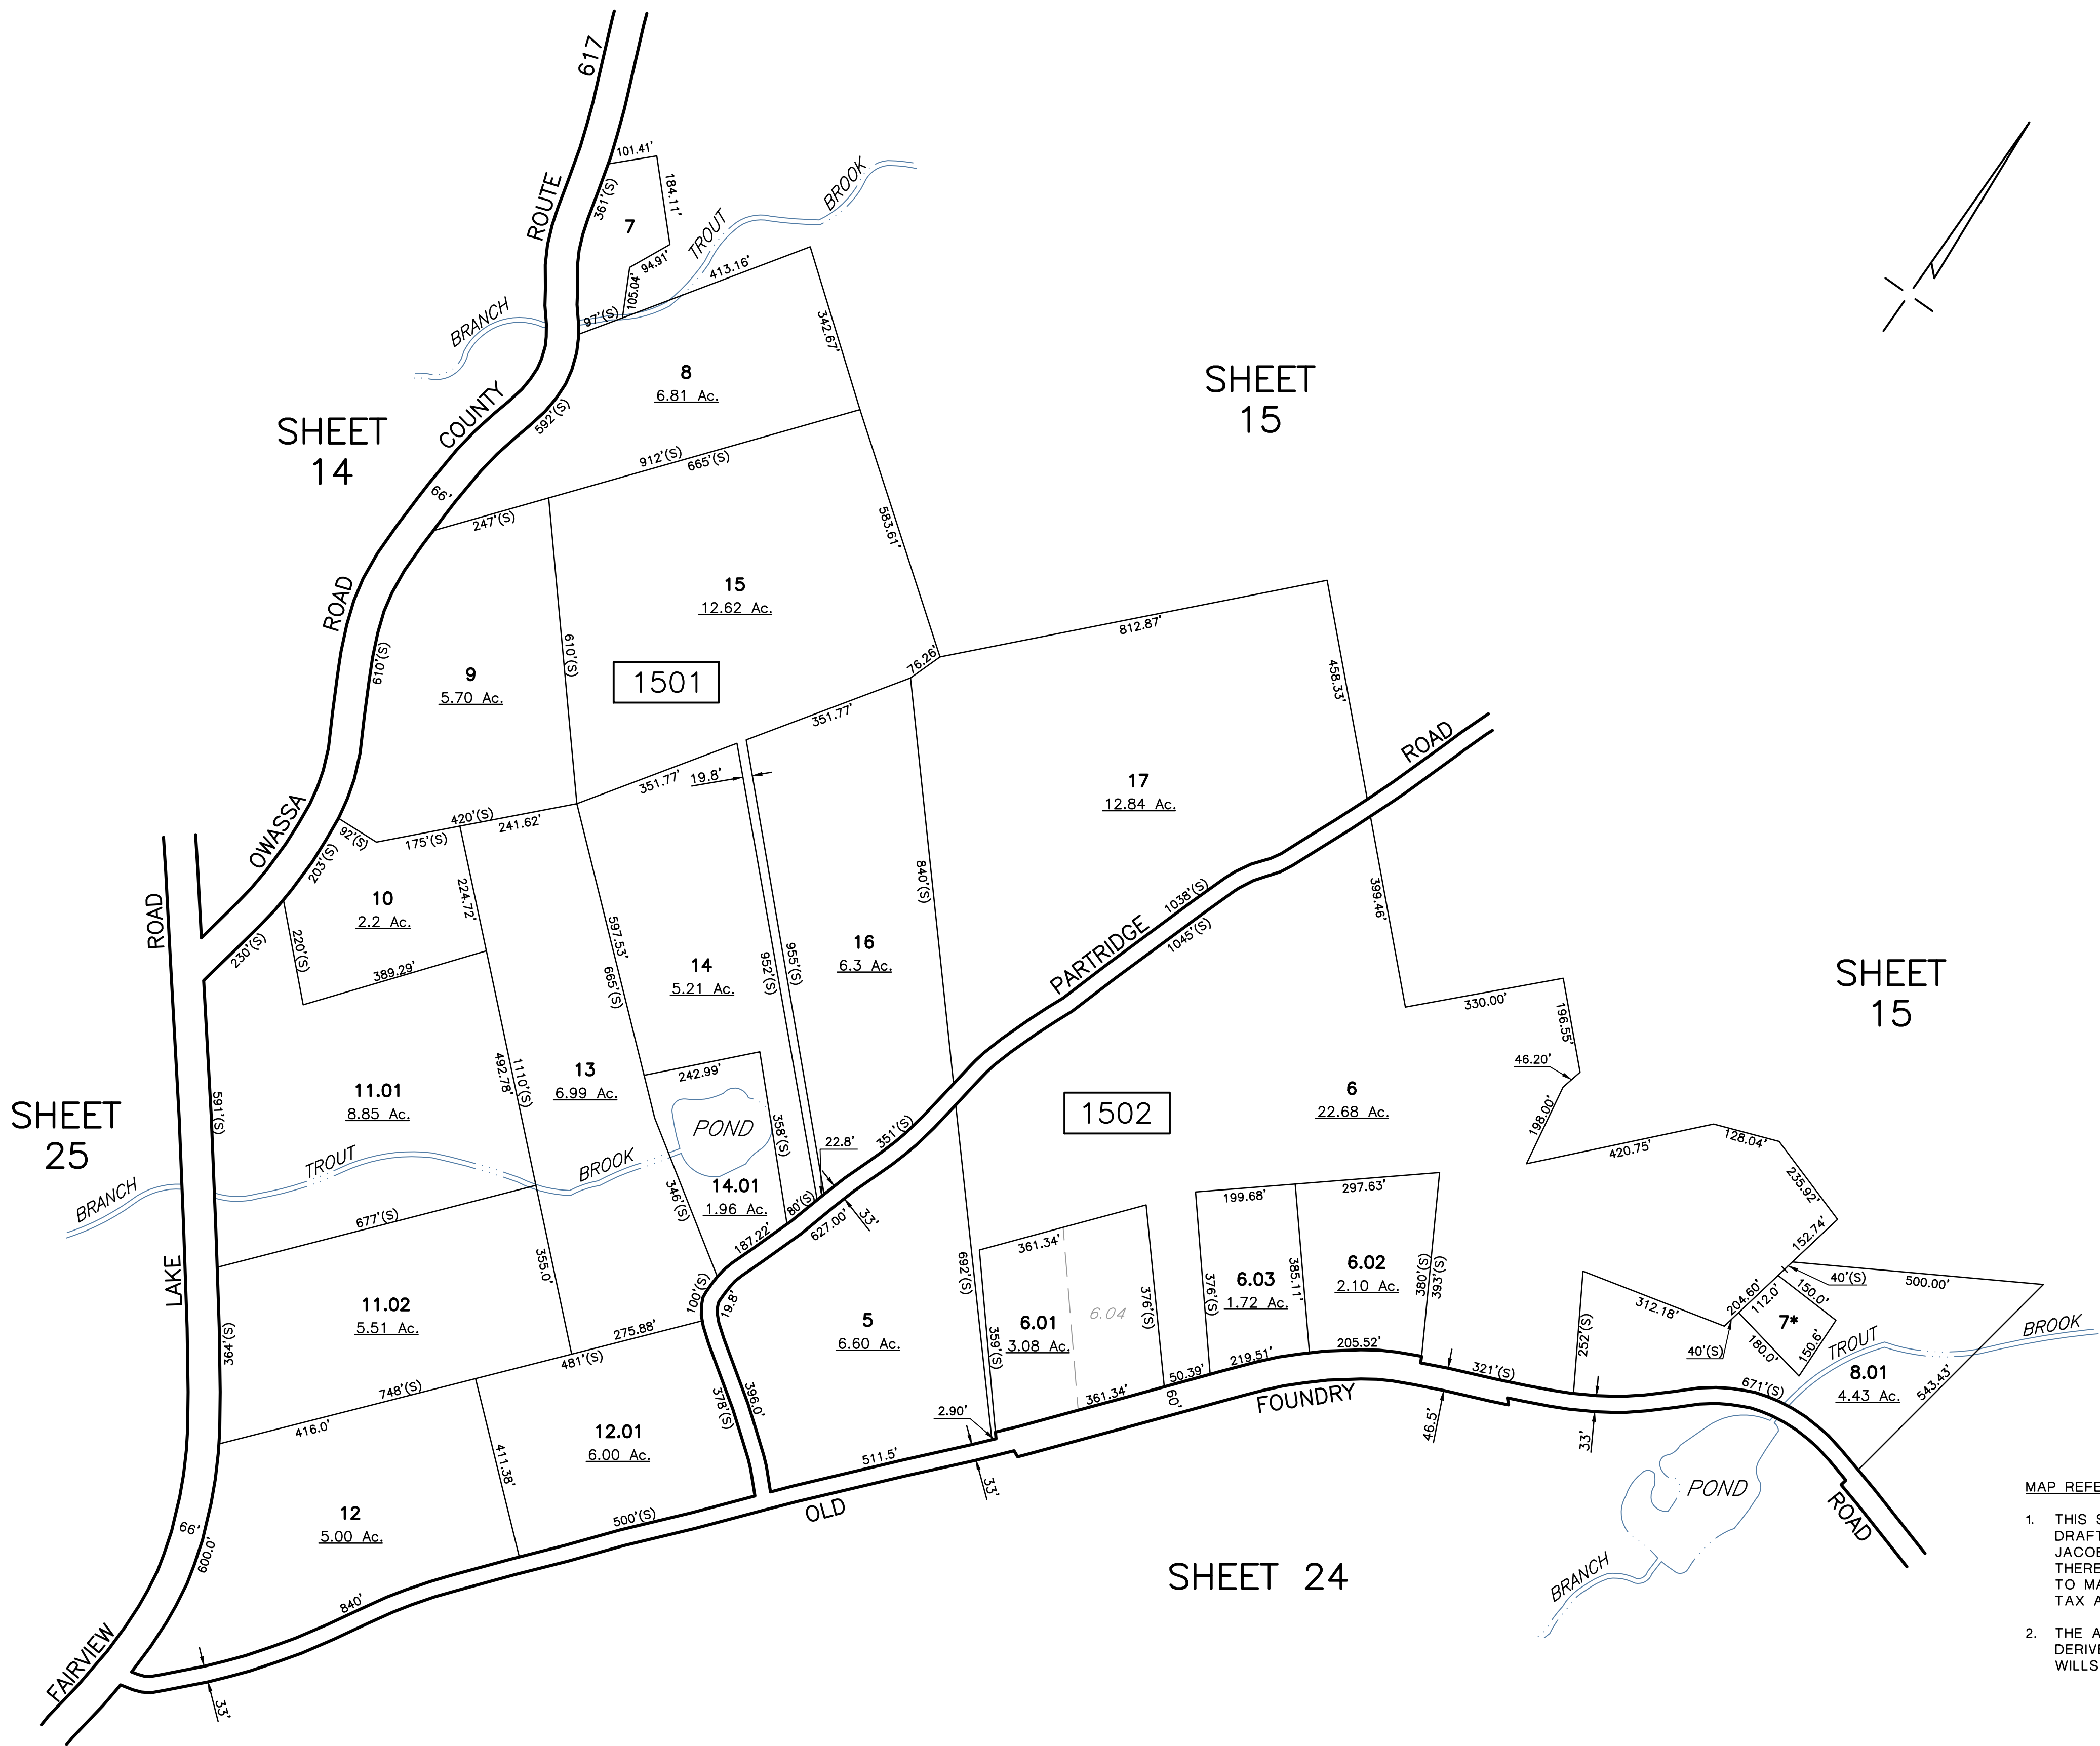 617
ROUTE
COUNTY
ROAD
OWASSA
101.41'
184.11'
361'(S)
7
94.91'
105.04'
BRANCH
TROUT
BROOK
97'(S)
413.16'
342.67'
8
6.81 Ac.
592'(S)
66'
SHEET
14
SHEET
15
912'(S)
665'(S)
247'(S)
583.61'
15
12.62 Ac.
610'(S)
610'(S)
9
5.70 Ac.
1501
76.26'
812.87'
458.33'
351.77'
351.77'
19.8'
17
12.84 Ac.
ROAD
PARTRIDGE
1038'(S)
1045'(S)
399.46'
840'(S)
92'(S)
420'(S)
175'(S)
241.62'
203'(S)
10
2.2 Ac.
224.72'
220'(S)
230'(S)
389.29'
ROAD
597.53'
665'(S)
14
5.21 Ac.
952'(S)
955'(S)
16
6.3 Ac.
330.00'
196.55'
46.20'
198.00'
SHEET
15
SHEET
25
591'(S)
11.01
8.85 Ac.
492.78'
1110'(S)
13
6.99 Ac.
242.99'
POND
358'(S)
22.8'
351'(S)
1502
6
22.68 Ac.
420.75'
128.04'
235.92'
152.74'
BRANCH
TROUT
BROOK
346'(S)
14.01
1.96 Ac.
80'(S)
187.22'
627.00'
33'
677'(S)
355.0'
100'(S)
19.8'
LAKE
364'(S)
11.02
5.51 Ac.
275.88'
481'(S)
748'(S)
416.0'
378'(S)
396.0'
5
6.60 Ac.
692'(S)
361.34'
359'(S)
6.01
3.08 Ac.
6.04
376'(S)
199.68'
297.63'
376'(S)
6.03
1.72 Ac.
385.11'
6.02
2.10 Ac.
380'(S)
393'(S)
252'(S)
312.18'
204.60'
112.0'
40'(S)
150.0'
500.00'
7*
180.0'
150.6'
40'(S)
TROUT
BROOK
8.01
4.43 Ac.
543.43'
671'(S)
321'(S)
205.52'
219.51'
50.39'
361.34'
60'
FOUNDRY
46.5'
33'
2.90'
511.5'
33'
OLD
411.38'
12.01
6.00 Ac.
500'(S)
12
5.00 Ac.
66'
600.0'
840'
33'
FAIRVIEW
SHEET 24
POND
BRANCH
ROAD
MAP REFE
1. THIS S
DRAFT
JACOB
THERE
TO MA
TAX A
2. THE A
DERIVE
WILLS